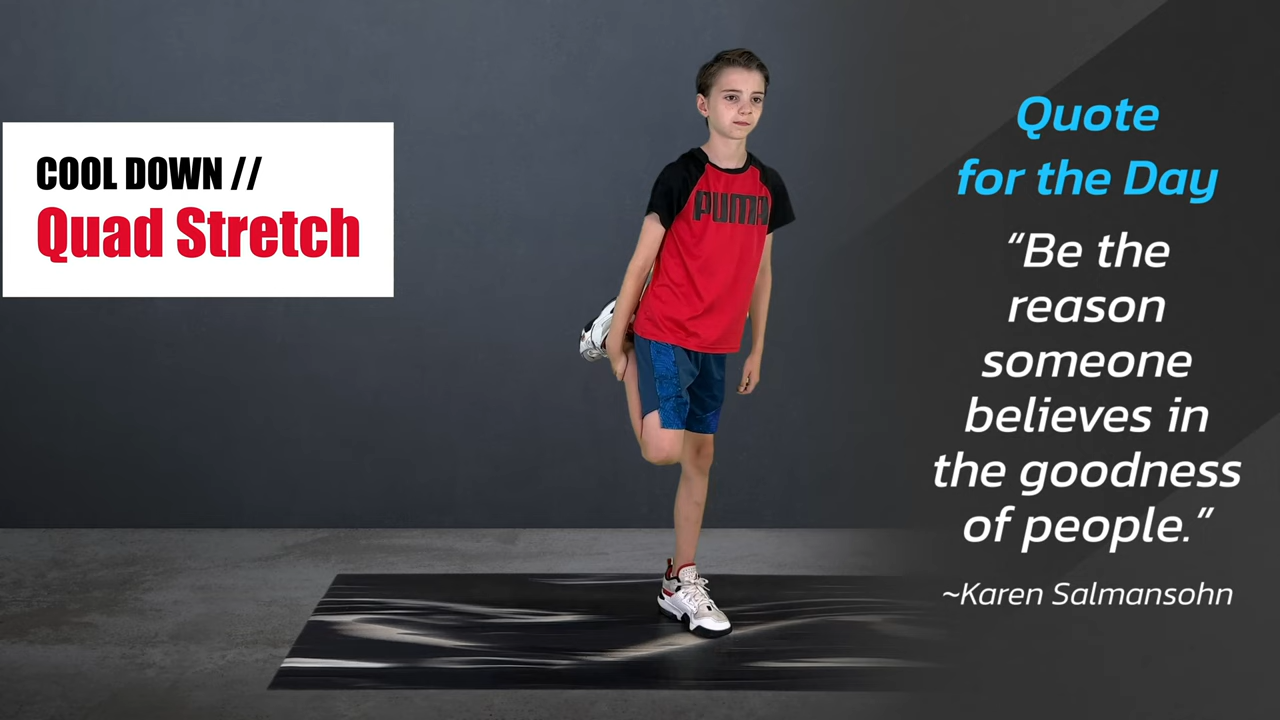 COOL DOWN //
Quad Stretch
PUMA
Quote
for the Day
“Be the
reason
someone
believes in
the goodness
of people.”
~Karen Salmansohn